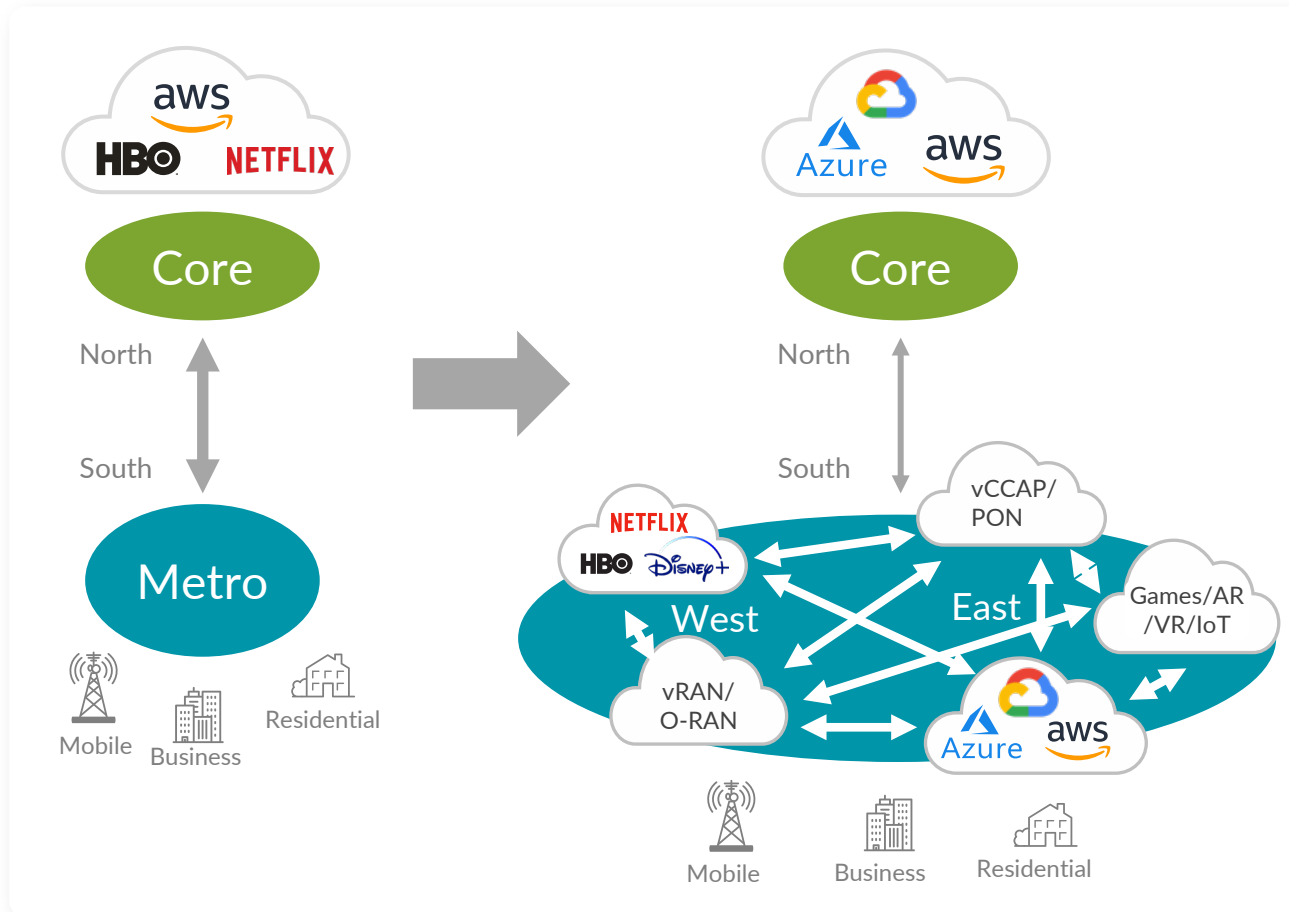 aws
HBO
NETFLIX
Core
North
South
Metro
Mobile
Business
Residential
Azure
aws
Core
North
South
NETFLIX
HBO
Disney+
vCCAP/
PON
Games/AR
/VR/IoT
West
East
vRAN/
O-RAN
Azure
aws
Mobile
Business
Residential